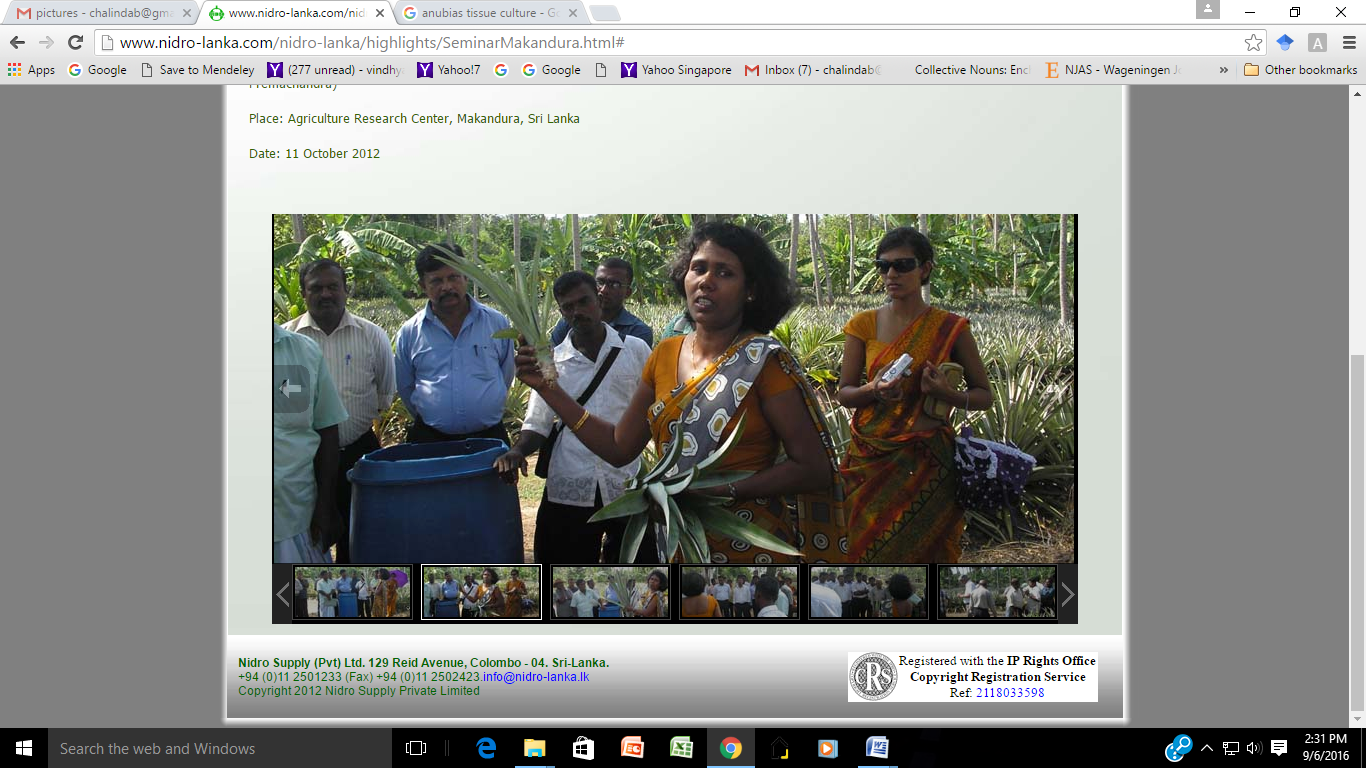 pictures - chalindab@gma
www.nidro-lanka.com/nid
anubias tissue culture - Go
www.nidro-lanka.com/nidro-lanka/highlights/SeminarMakandura.html#
Apps
Google
Save to Mendeley
(277 unread) - vindhy
Yahoo!7
Google
Yahoo Singapore
Inbox (7) - chalindab@
Collective Nouns: Enc
NJAS - Wageningen J
»
Other bookmarks
Premachandra)
Place: Agriculture Research Center, Makandura, Sri Lanka
Date: 11 October 2012
Nidro Supply (Pvt) Ltd. 129 Reid Avenue, Colombo - 04. Sri-Lanka.
+94 (0)11 2501233 (Fax) +94 (0)11 2502423.info@nidro-lanka.lk
Copyright 2012 Nidro Supply Private Limited
CRS
Registered with the IP Rights Office
Copyright Registration Service
Ref: 2118033598
Search the web and Windows
2:31 PM
9/6/2016